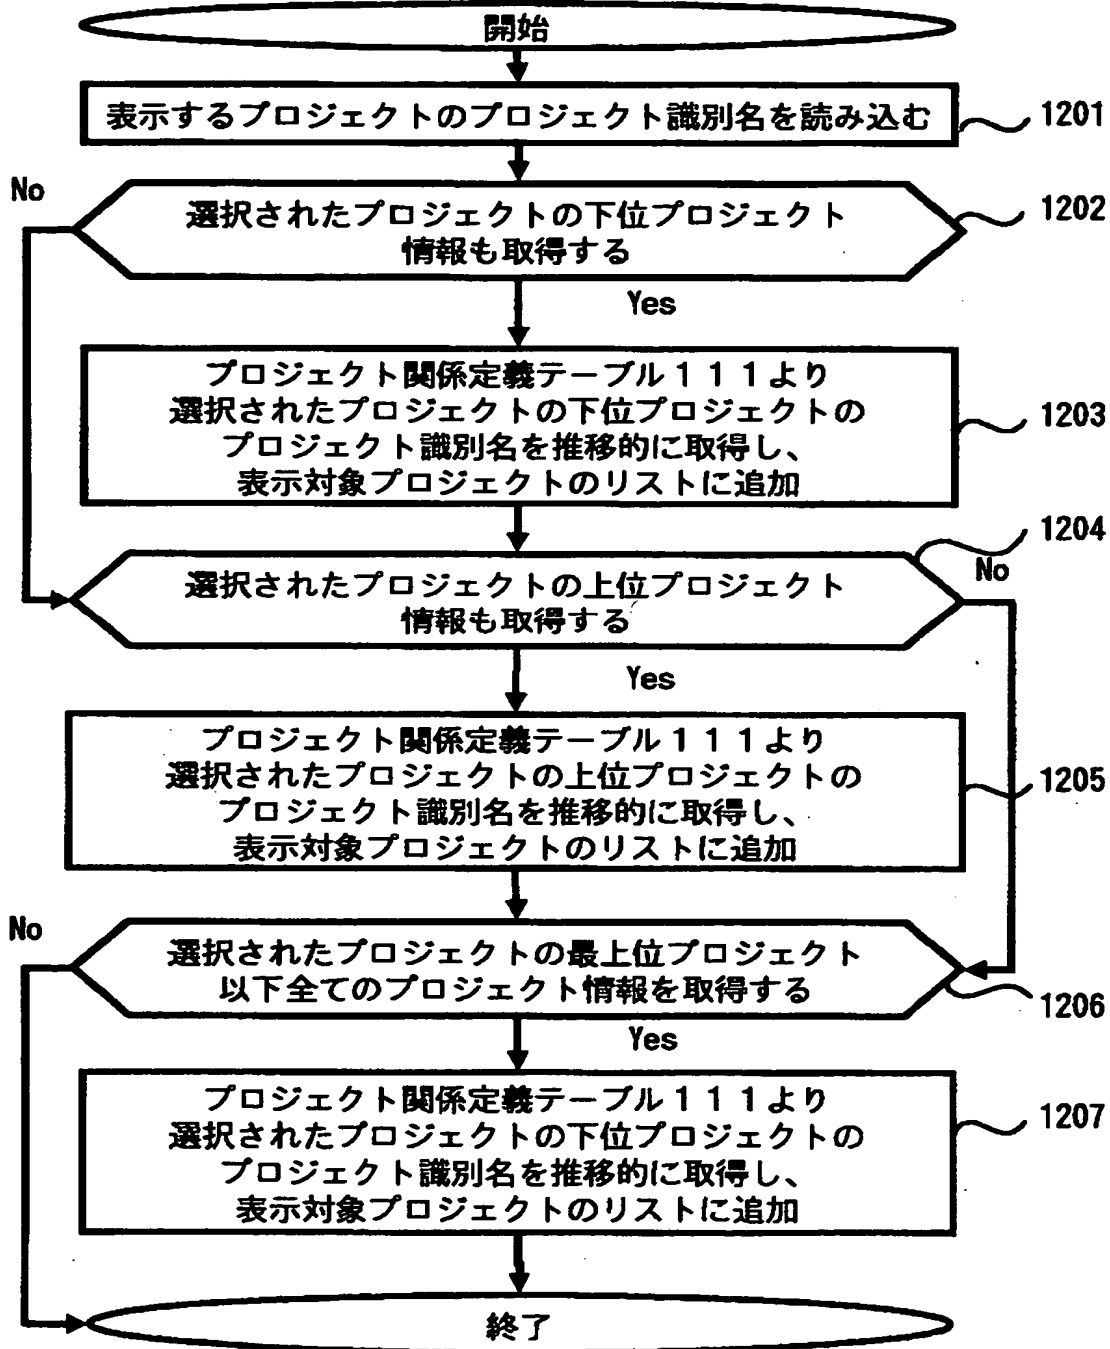 開始
表示するプロジェクトのプロジェクト識別名を読み込む
1201
No
選択されたプロジェクトの下位プロジェクト
情報も取得する
1202
Yes
プロジェクト関係定義テーブル１１１より
選択されたプロジェクトの下位プロジェクトの
プロジェクト識別名を推移的に取得し、
表示対象プロジェクトのリストに追加
1203
1204
No
選択されたプロジェクトの上位プロジェクト
情報も取得する
Yes
プロジェクト関係定義テーブル１１１より
選択されたプロジェクトの上位プロジェクトの
プロジェクト識別名を推移的に取得し、
表示対象プロジェクトのリストに追加
1205
No
選択されたプロジェクトの最上位プロジェクト
以下全てのプロジェクト情報を取得する
1206
Yes
プロジェクト関係定義テーブル１１１より
選択されたプロジェクトの下位プロジェクトの
プロジェクト識別名を推移的に取得し、
表示対象プロジェクトのリストに追加
1207
終了